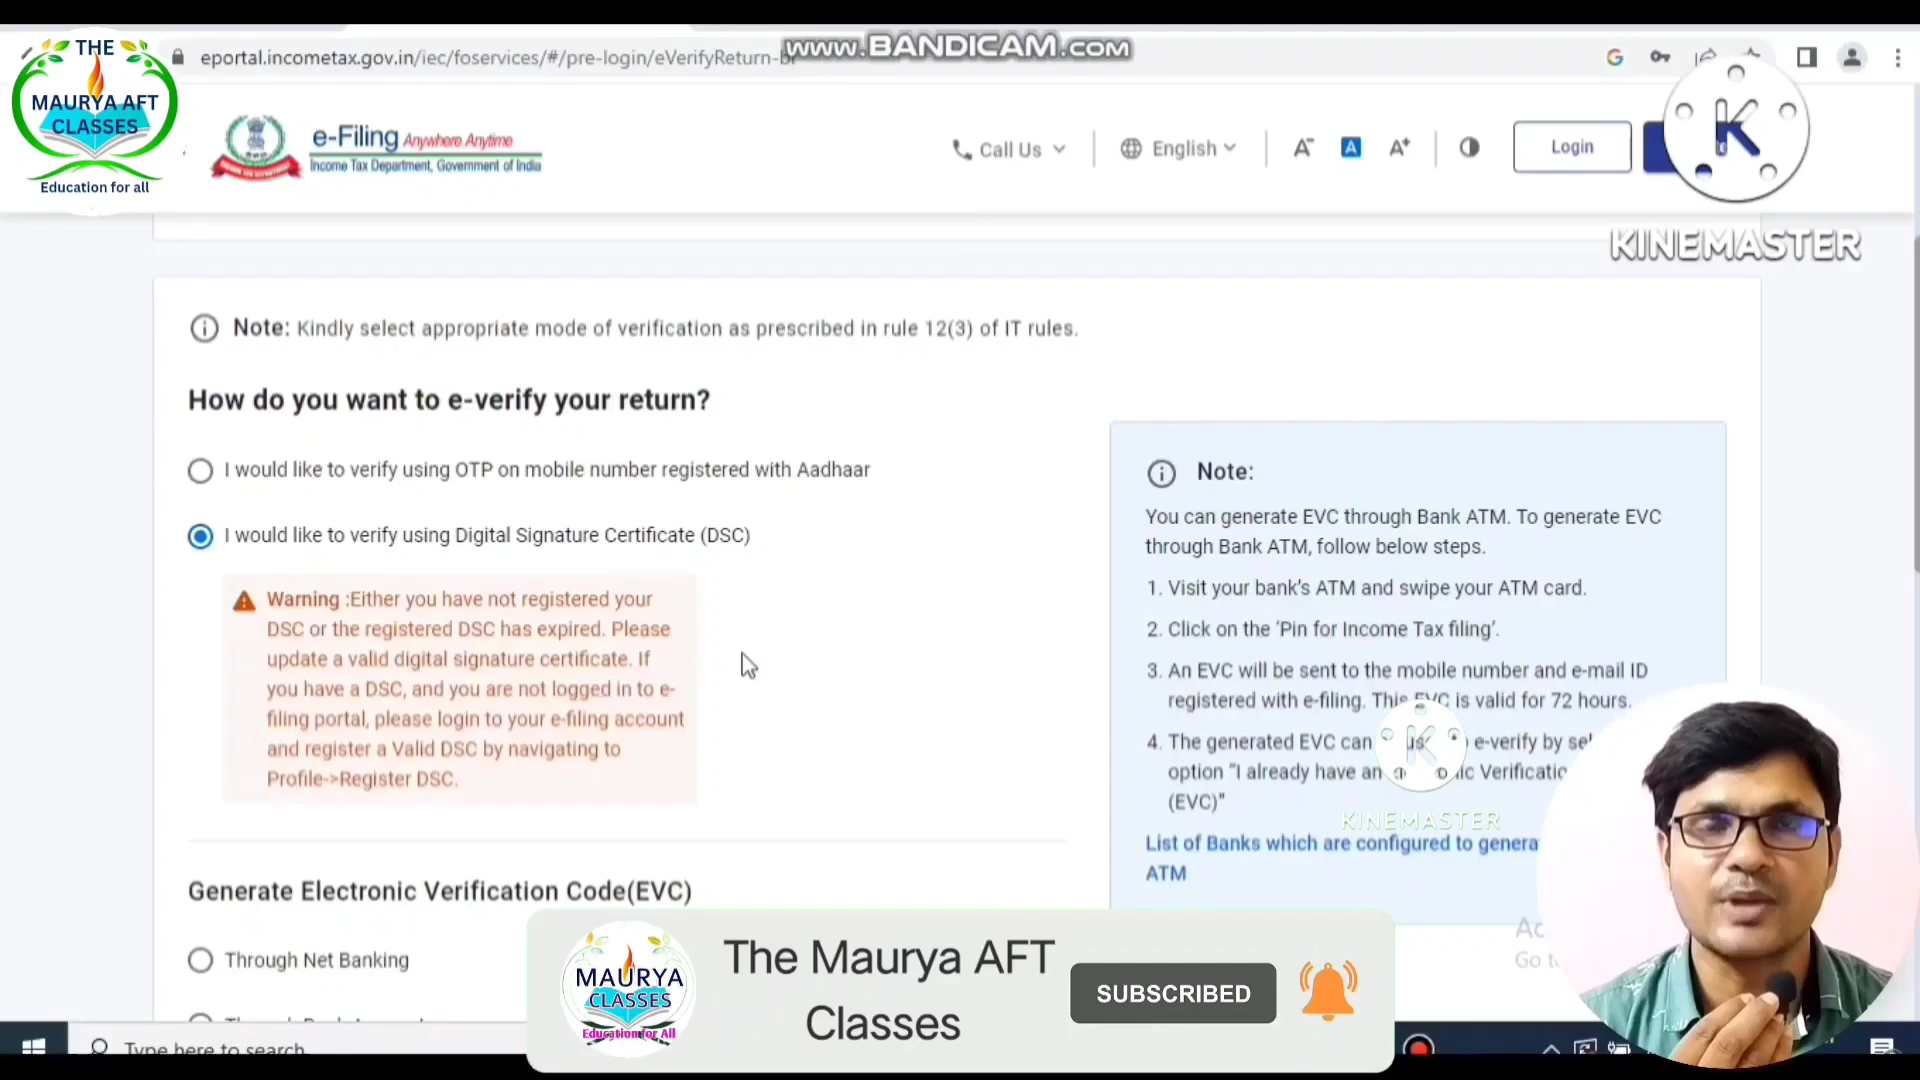 THE
MAURYA AFT
CLASSES
Education for all
www.BANDICAM.com
eportal.incometax.gov.in/iec/foservices/#/pre-login/eVerifyReturn-
e-Filing Anywhere Anytime
Income Tax Department, Government of India
Call Us
English
A-
A
A+
Login
K
KINEMASTER
Note: Kindly select appropriate mode of verification as prescribed in rule 12(3) of IT rules.
How do you want to e-verify your return?
I would like to verify using OTP on mobile number registered with Aadhaar
I would like to verify using Digital Signature Certificate (DSC)
Warning :Either you have not registered your
DSC or the registered DSC has expired. Please
update a valid digital signature certificate. If
you have a DSC, and you are not logged in to e-
filing portal, please login to your e-filing account
and register a Valid DSC by navigating to
Profile->Register DSC.
Note:
You can generate EVC through Bank ATM. To generate EVC
through Bank ATM, follow below steps.
1. Visit your bank's ATM and swipe your ATM card.
2. Click on the ‘Pin for Income Tax filing’.
3. An EVC will be sent to the mobile number and e-mail ID
registered with e-filing. This EVC is valid for 72 hours.
4. The generated EVC can e-verify by
option “I already have an
(EVC)”
K
KINEMASTER
List of Banks which are configured to
ATM
Generate Electronic Verification Code(EVC)
Through Net Banking
MAURYA
CLASSES
Education for All
The Maurya AFT
Classes
SUBSCRIBED
Type here to search